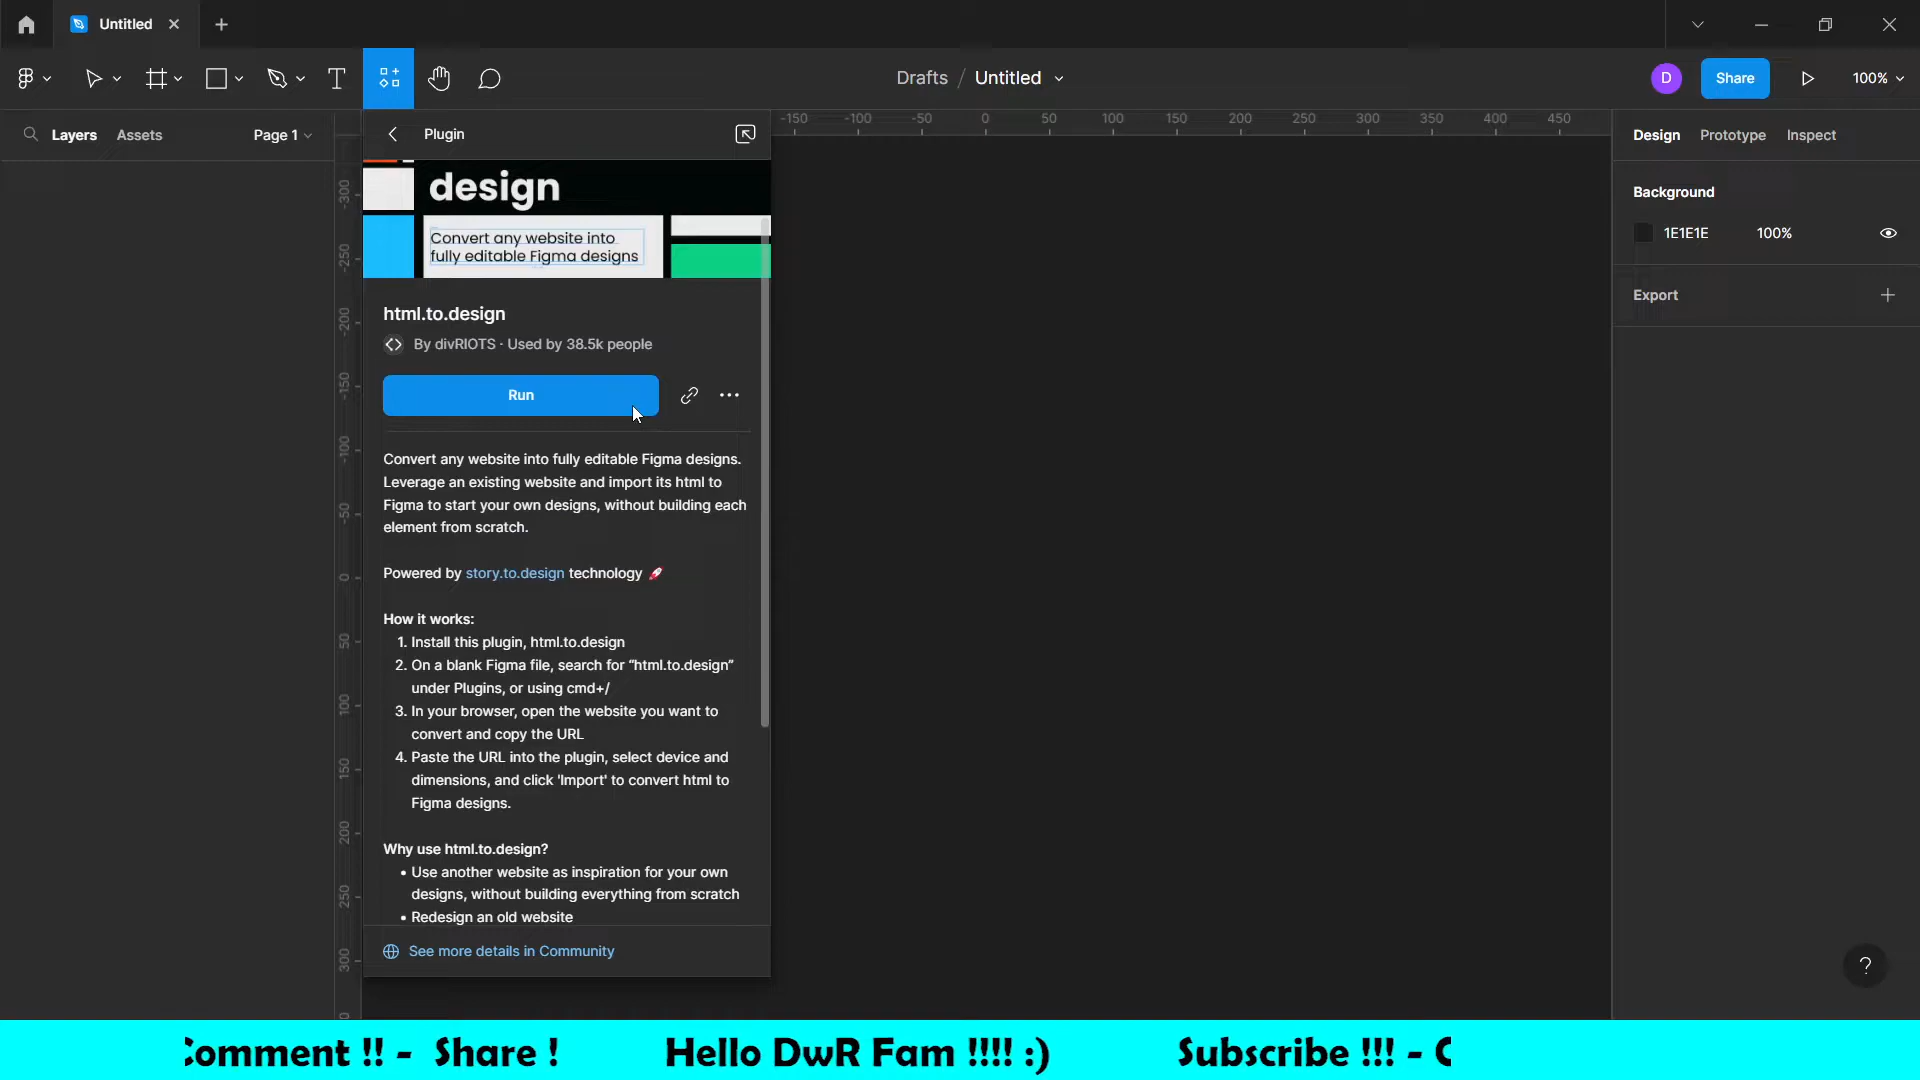 Untitled
Drafts / Untitled
D
Share
100%
Layers
Assets
Page 1
Plugin
-150 -100 -50 0 50 100 150 200 250 300 350 400 450
Design
Prototype
Inspect
design
Convert any website into
fully editable Figma designs
Background
1E1E1E
100%
Export
html.to.design
By divRIOTS · Used by 38.5k people
Run
Convert any website into fully editable Figma designs.
Leverage an existing website and import its html to
Figma to start your own designs, without building each
element from scratch.
Powered by story.to.design technology 🚀
How it works:
1. Install this plugin, html.to.design
2. On a blank Figma file, search for “html.to.design”
under Plugins, or using cmd+/
3. In your browser, open the website you want to
convert and copy the URL
4. Paste the URL into the plugin, select device and
dimensions, and click 'Import' to convert html to
Figma designs.
Why use html.to.design?
• Use another website as inspiration for your own
designs, without building everything from scratch
• Redesign an old website
See more details in Community
-300
-250
-200
-150
-100
-50
0
50
100
150
200
250
300
?
Comment !! - Share !
Hello DwR Fam !!!! :)
Subscribe !!! - C